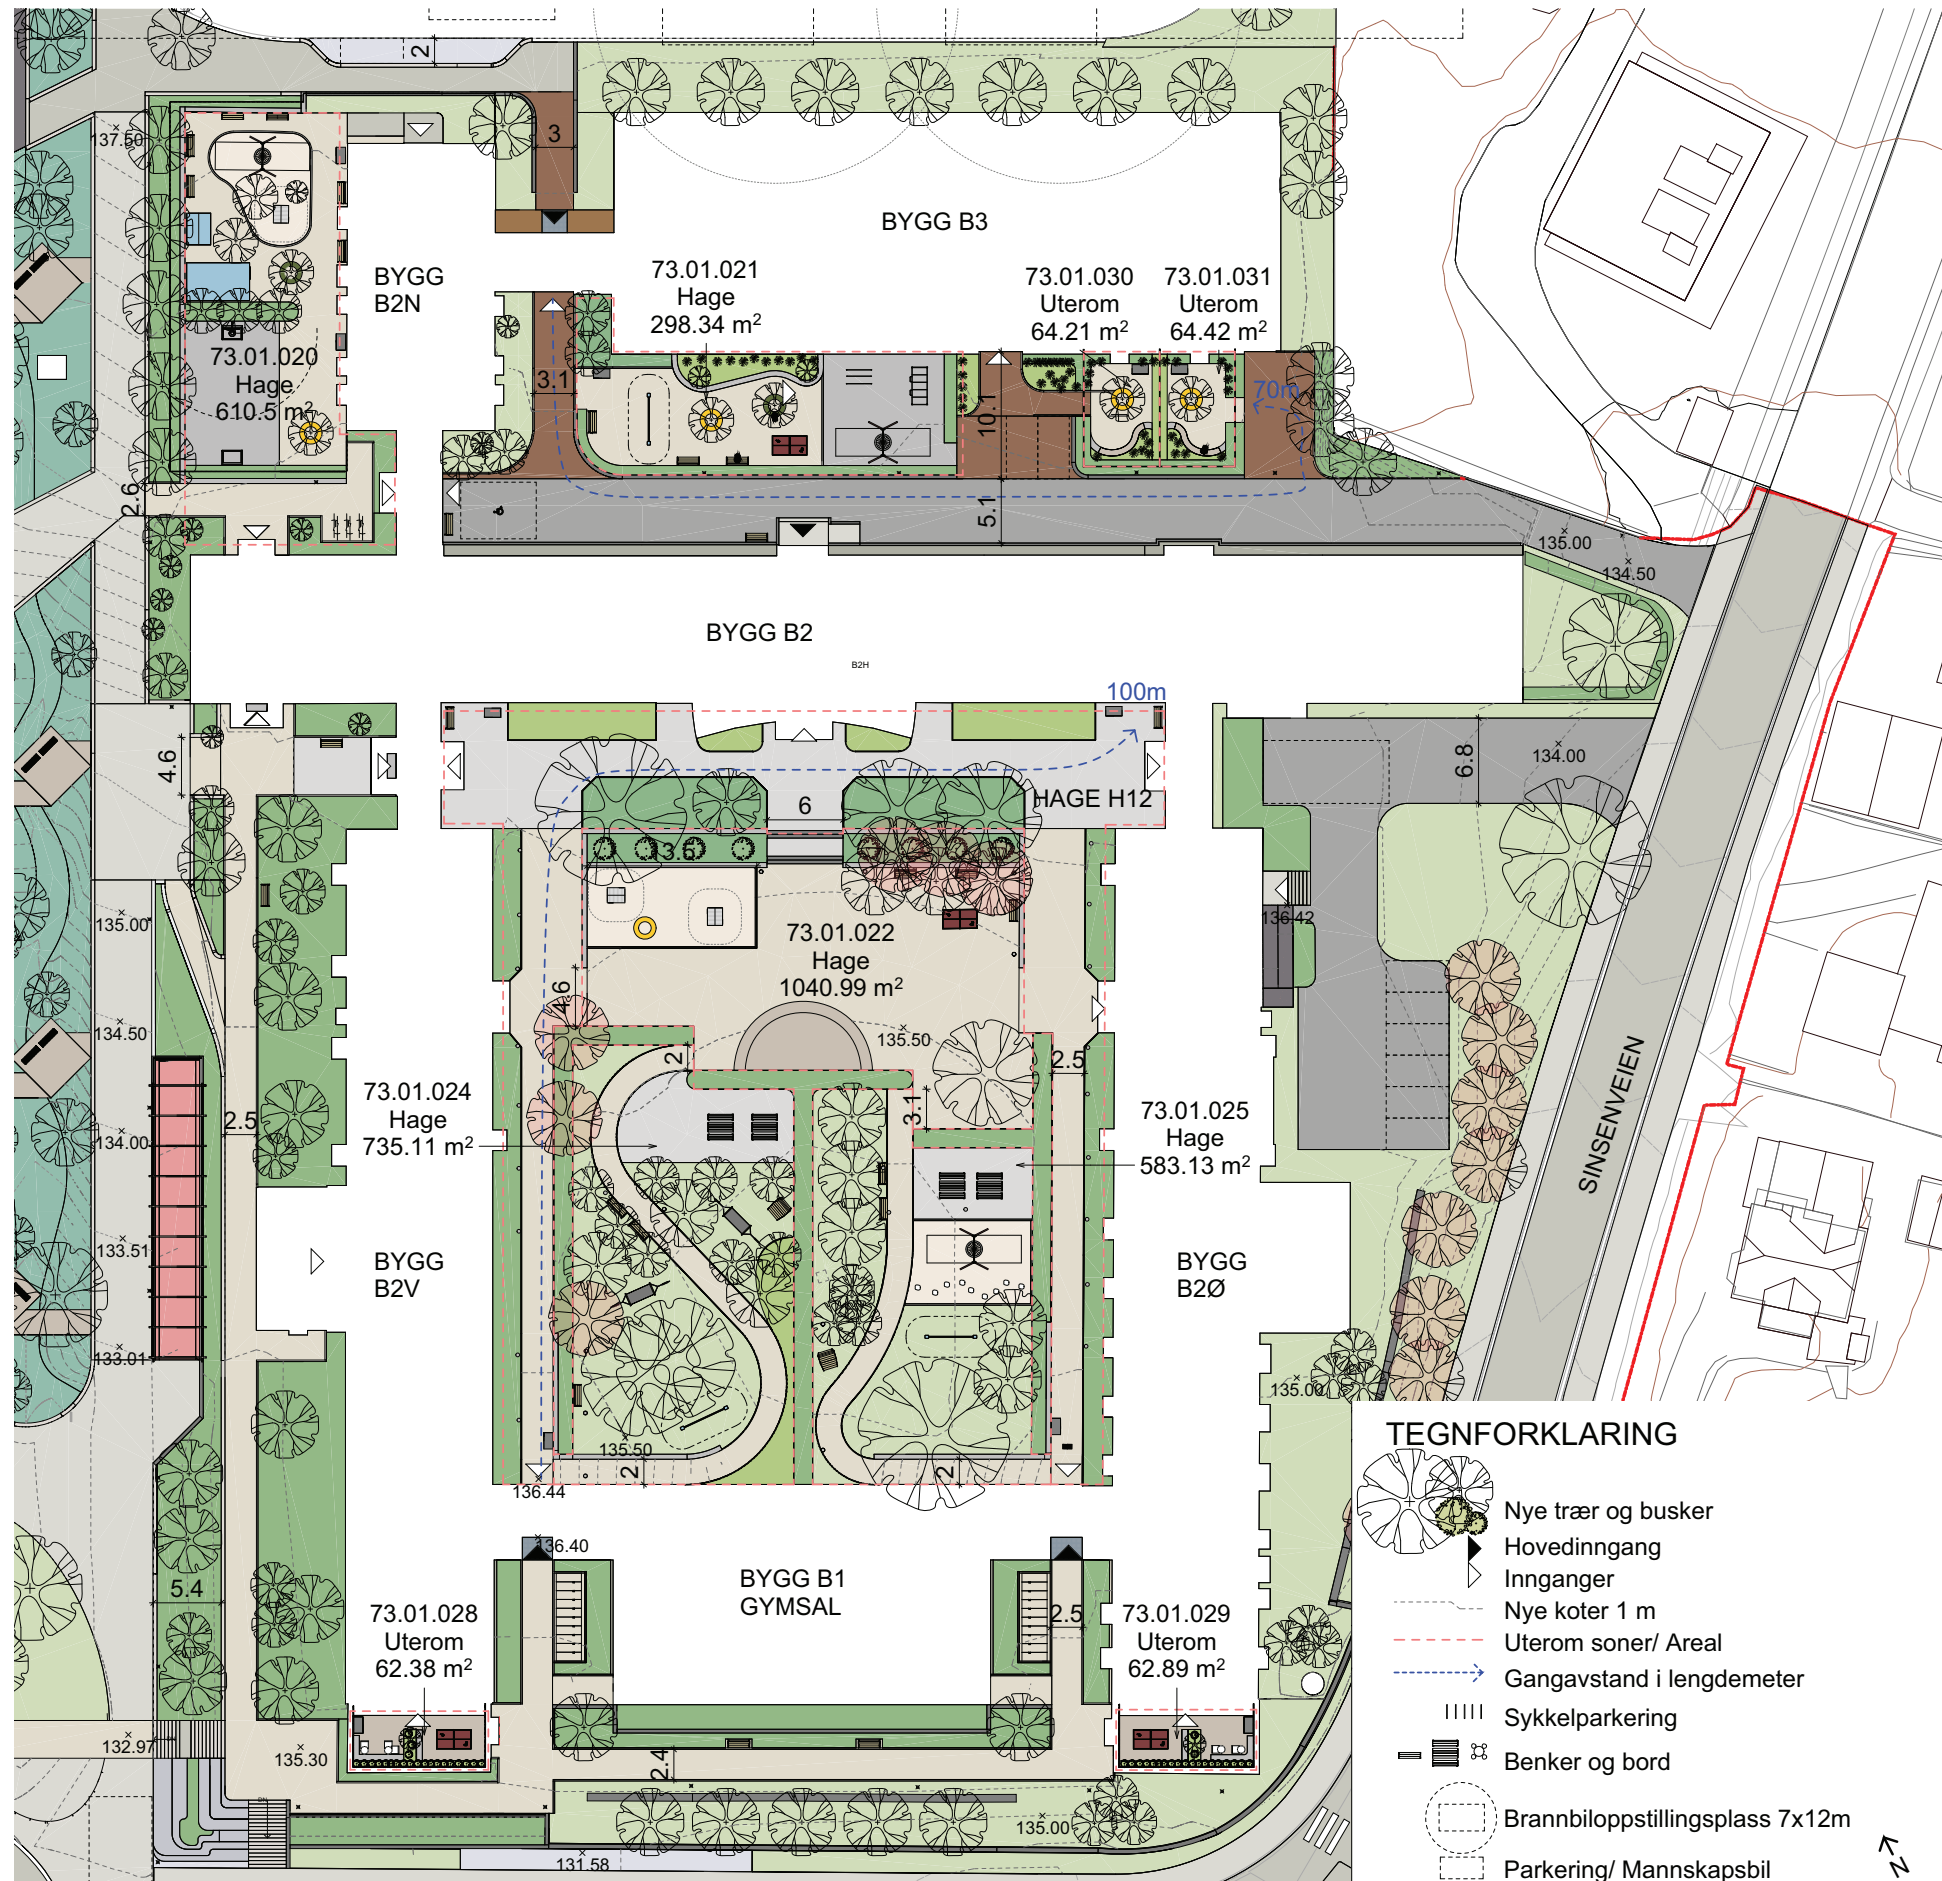 2
137.50
3
BYGG B3
BYGG
B2N
73.01.021
Hage
298.34 m²
73.01.030
Uterom
64.21 m²
73.01.031
Uterom
64.42 m²
73.01.020
Hage
610.5 m²
3.1
70m
10.1
2.6
5.1
135.00
134.50
BYGG B2
B2H
100m
4.6
6.8
134.00
6
HAGE H12
13.6
135.00
136.42
73.01.022
Hage
1040.99 m²
4.6
134.50
135.50
2
2.5
SINSENVEIEN
73.01.024
Hage
735.11 m²
2.5
3.1
73.01.025
Hage
583.13 m²
134.00
133.51
BYGG
B2V
BYGG
B2Ø
133.01
135.00
135.50
2
2
136.44
136.40
BYGG B1
GYMSAL
5.4
2.5
73.01.028
Uterom
62.38 m²
73.01.029
Uterom
62.89 m²
132.97
135.30
2.4
135.00
131.58
TEGNFORKLARING
Nye trær og busker
Hovedinngang
Innganger
Nye koter 1 m
Uterom soner/ Areal
Gangavstand i lengdemeter
Sykkelparkering
Benker og bord
Brannbiloppstillingsplass 7x12m
Parkering/ Mannskapsbil
N